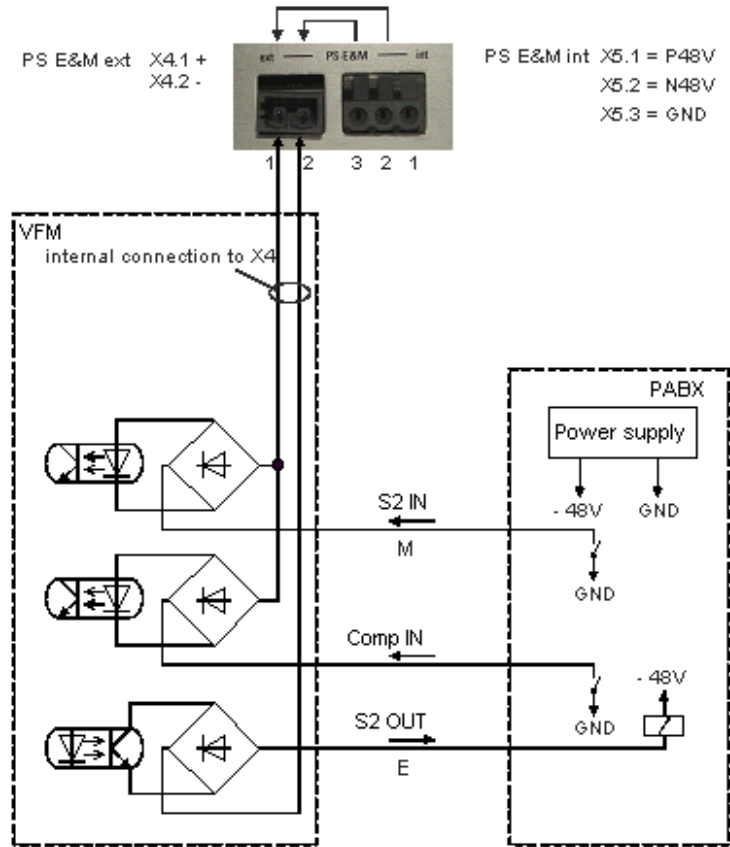 PS E&M ext X4.1 +
X4.2 -
ext PS E&M int
PS E&M int X5.1 = P48V
X5.2 = N48V
X5.3 = GND
1 2 3 2 1
VFM
internal connection to X4
PABX
Power supply
- 48V GND
S2 IN
M
GND
Comp IN
- 48V
GND
S2 OUT
E